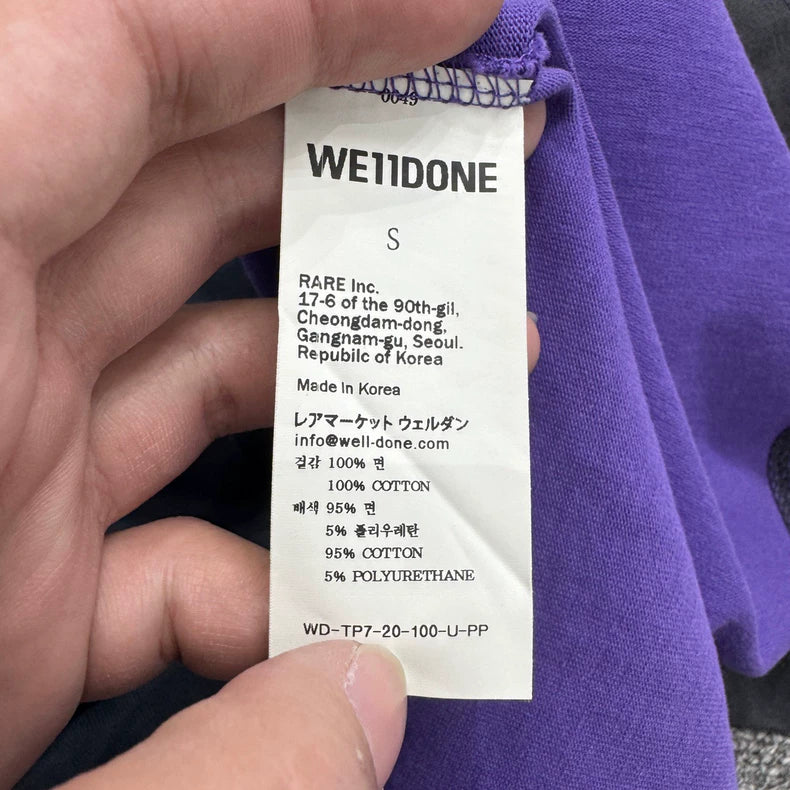 0049
WE11DONE
S
RARE Inc.
17-6 of the 90th-gil,
Cheongdam-dong,
Gangnam-gu, Seoul.
Repubilc of Korea
Made in Korea
レアマーケット ウェルダン
info@well-done.com
겉감 100% 면
100% COTTON
배색 95% 면
5% 폴리우레탄
95% COTTON
5% POLYURETHANE
WD-TP7-20-100-U-PP